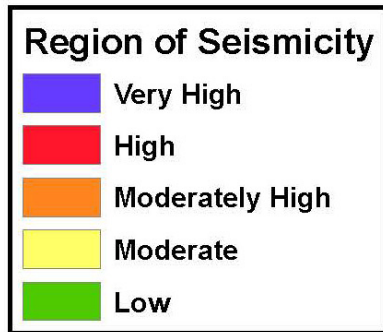 Region of Seismicity
Very High
High
Moderately High
Moderate
Low